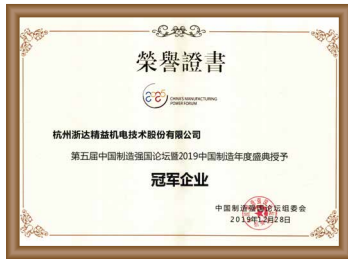 榮譽證書
2025
CHINA'S MANUFACTURING
POWER FORUM
杭州浙达精益机电技术股份有限公司
第五届中国制造强国论坛暨2019中国制造年度盛典授予
冠军企业
中国制造强国论坛组委会
2019年12月28日